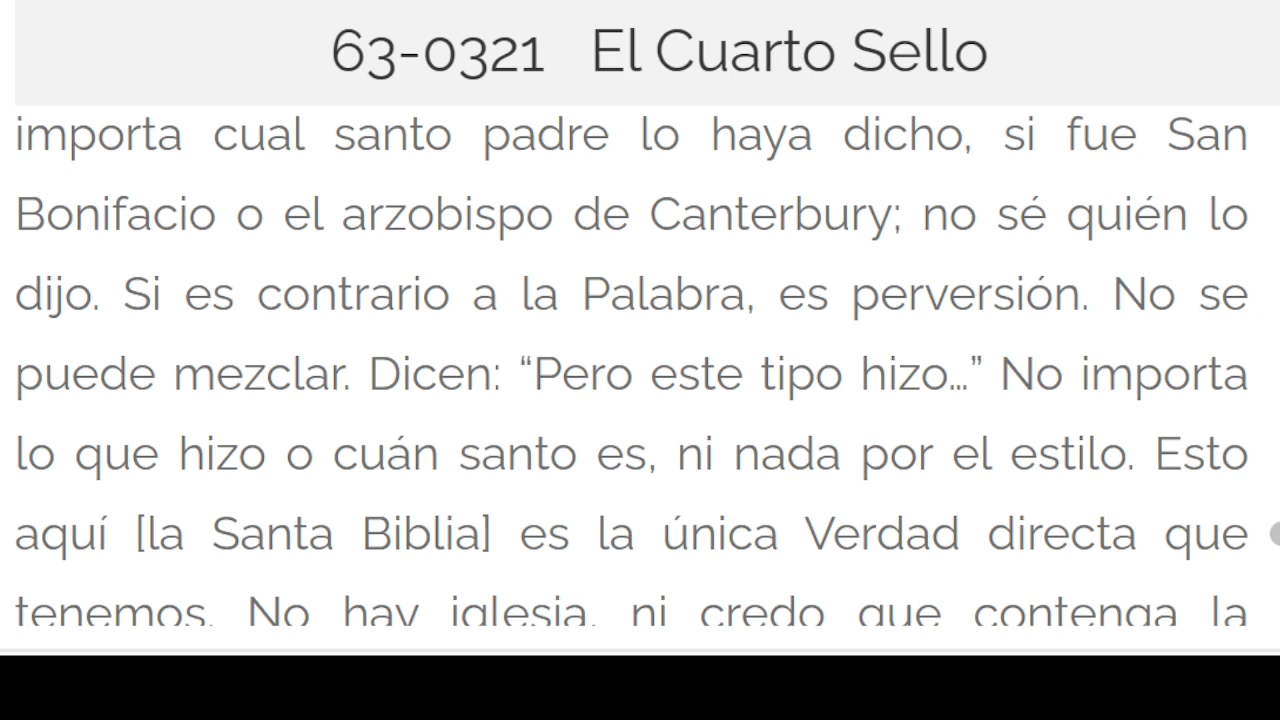 63-0321 El Cuarto Sello
importa cual santo padre lo haya dicho, si fue San
Bonifacio o el arzobispo de Canterbury; no sé quién lo
dijo. Si es contrario a la Palabra, es perversión. No se
puede mezclar. Dicen: “Pero este tipo hizo…” No importa
lo que hizo o cuán santo es, ni nada por el estilo. Esto
aquí [la Santa Biblia] es la única Verdad directa que
tenemos. No hay iglesia, ni credo que contenga la